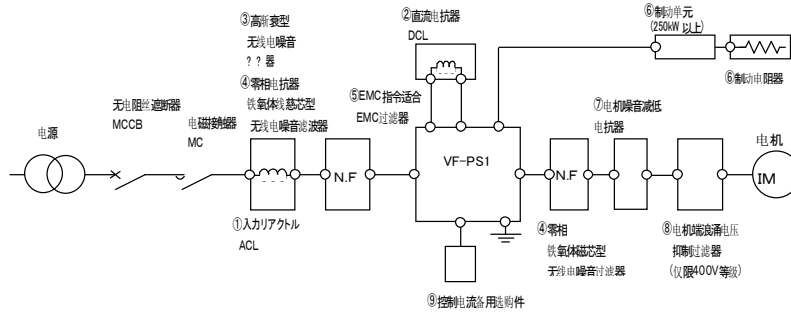 ③高衰减型
无线电噪音
？？器
④零相电抗器
铁氧体线慈芯型
无线电噪音滤波器
②直流电抗器
DCL
⑥制动单元
(250kW 以上)
⑥制动电阻器
⑤EMC指令适合
EMC过滤器
⑦电机噪音减低
电抗器
无电阻丝遮断器
MCCB
电磁接触器
MC
电源
N.F
VF-PS1
N.F
电机
IM
①入力リアクトル
ACL
④零相
铁氧体磁芯型
无线电噪音过滤器
⑧电机端浪涌电压
抑制过滤器
(仅限400V等级)
⑨控制电流备用选购件